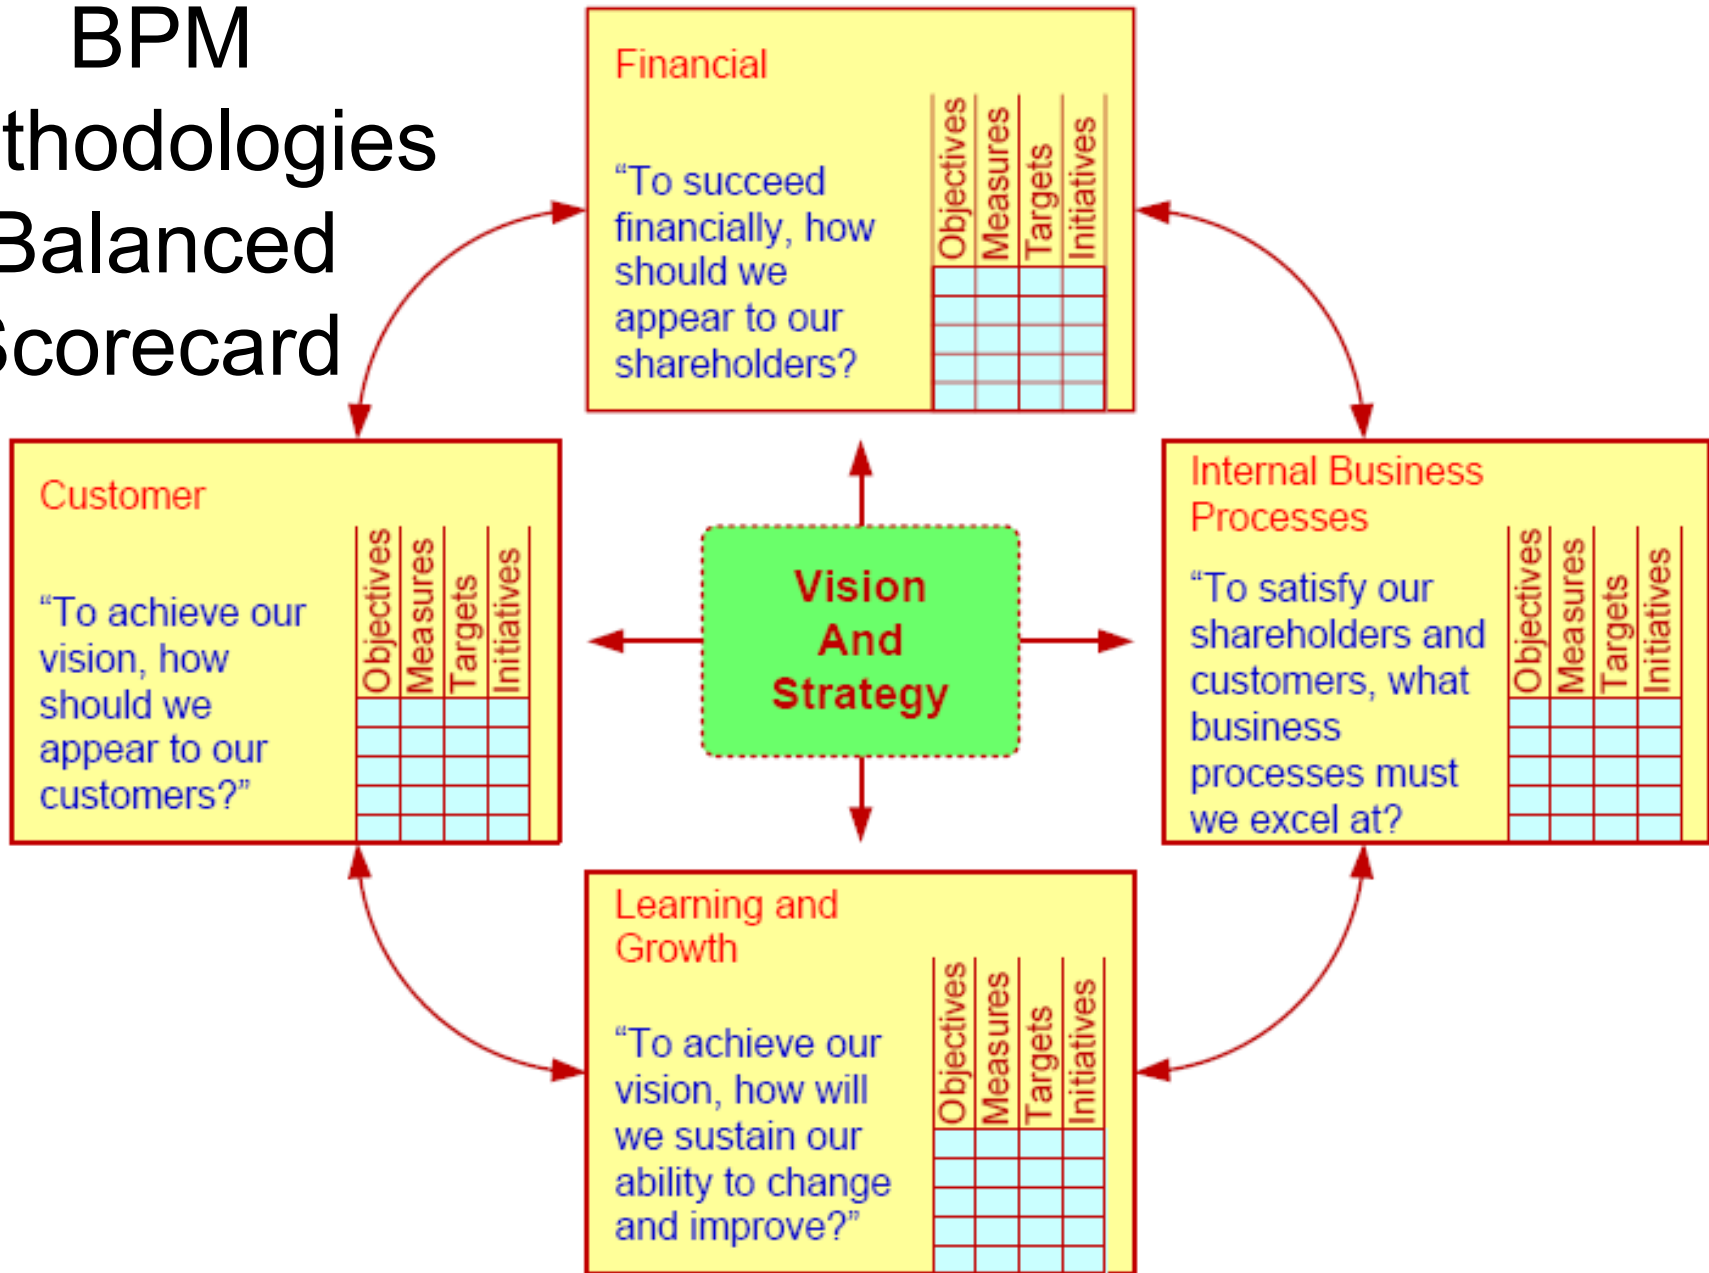 BPM
thodologies
Balanced
Scorecard
Financial
“To succeed
financially, how
should we
appear to our
shareholders?
Objectives
Measures
Targets
Initiatives
Customer
“To achieve our
vision, how
should we
appear to our
customers?”
Objectives
Measures
Targets
Initiatives
Vision
And
Strategy
Internal Business
Processes
“To satisfy our
shareholders and
customers, what
business
processes must
we excel at?
Objectives
Measures
Targets
Initiatives
Learning and
Growth
“To achieve our
vision, how will
we sustain our
ability to change
and improve?”
Objectives
Measures
Targets
Initiatives